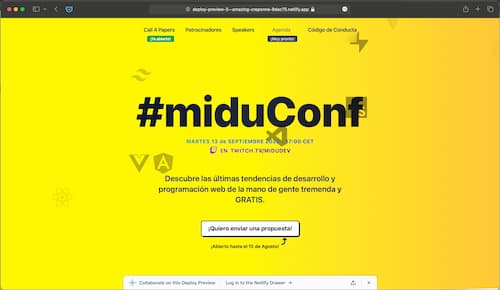 deploy-preview-3--amazing-creponne-9dac75.netlify.app
Call 4 Papers
Patrocinadores
Speakers
Agenda
Código de Conducta
¡Ya abierto!
¡Muy pronto!
#miduConf
MARTES 13 de SEPTIEMBRE 2022 17:00 CET
EN TWITCH.TV/MIDUDEV
Descubre las últimas tendencias de desarrollo y
programación web de la mano de gente tremenda y
GRATIS.
¡Quiero enviar una propuesta!
¡Abierto hasta el 15 de Agosto!
Collaborate on this Deploy Preview
Log in to the Netlify Drawer →